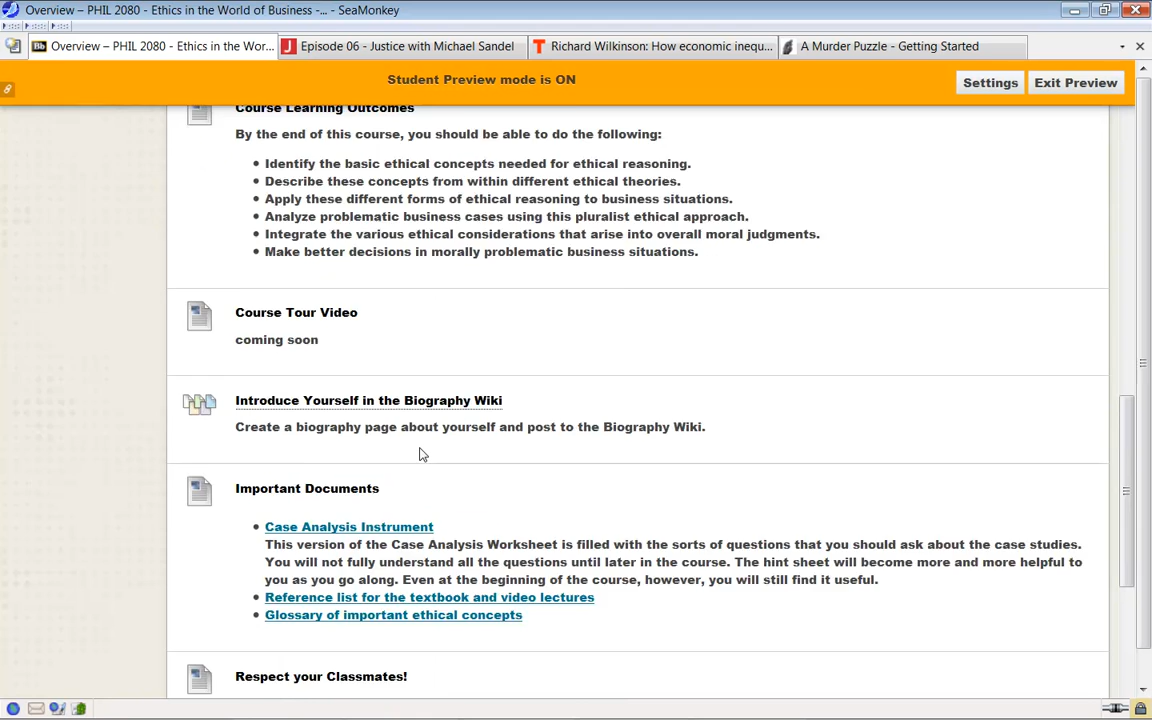 Overview – PHIL 2080 - Ethics in the World of Business -... - SeaMonkey
Bb Overview – PHIL 2080 - Ethics in the Wor...
J Episode 06 - Justice with Michael Sandel
T Richard Wilkinson: How economic inequ...
A Murder Puzzle - Getting Started
Student Preview mode is ON
Settings
Exit Preview
Course Learning Outcomes
By the end of this course, you should be able to do the following:
• Identify the basic ethical concepts needed for ethical reasoning.
• Describe these concepts from within different ethical theories.
• Apply these different forms of ethical reasoning to business situations.
• Analyze problematic business cases using this pluralist ethical approach.
• Integrate the various ethical considerations that arise into overall moral judgments.
• Make better decisions in morally problematic business situations.
Course Tour Video
coming soon
Introduce Yourself in the Biography Wiki
Create a biography page about yourself and post to the Biography Wiki.
Important Documents
• Case Analysis Instrument
This version of the Case Analysis Worksheet is filled with the sorts of questions that you should ask about the case studies.
You will not fully understand all the questions until later in the course. The hint sheet will become more and more helpful to
you as you go along. Even at the beginning of the course, however, you will still find it useful.
• Reference list for the textbook and video lectures
• Glossary of important ethical concepts
Respect your Classmates!